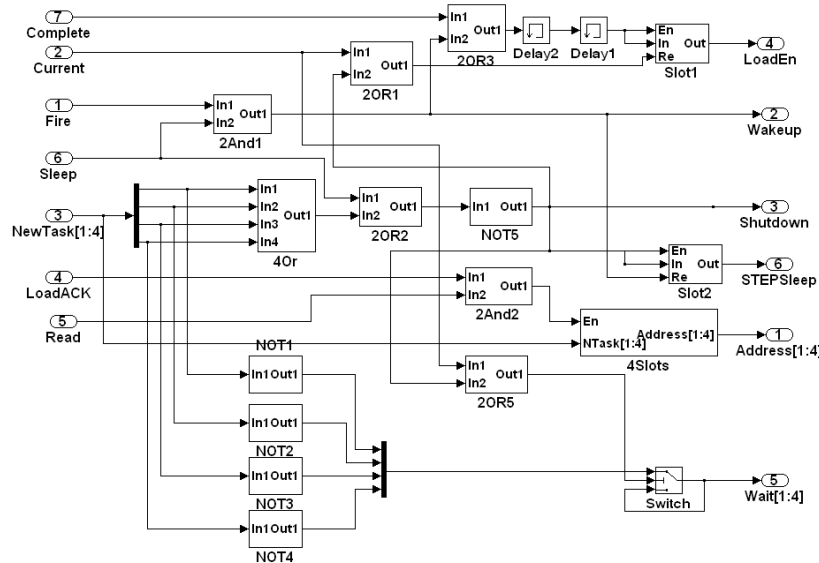 7
Complete
2
Current
In1
In2
Out1
2OR3
Delay2
Delay1
En
In
Re
Out
Slot1
4
LoadEn
In1
In2
Out1
2OR1
1
Fire
In1
In2
Out1
2And1
2
Wakeup
6
Sleep
3
NewTask[1:4]
In1
In2
In3
In4
Out1
4Or
In1
In2
Out1
2OR2
In1
Out1
NOT5
3
Shutdown
En
In
Re
Out
Slot2
6
STEPSleep
4
LoadACK
5
Read
In1
In2
Out1
2And2
En
NTask[1:4]
Address[1:4]
4Slots
1
Address[1:4]
In1
In2
Out1
2OR5
NOT1
In1Out1
In1Out1
NOT2
In1Out1
NOT3
In1Out1
NOT4
Switch
5
Wait[1:4]